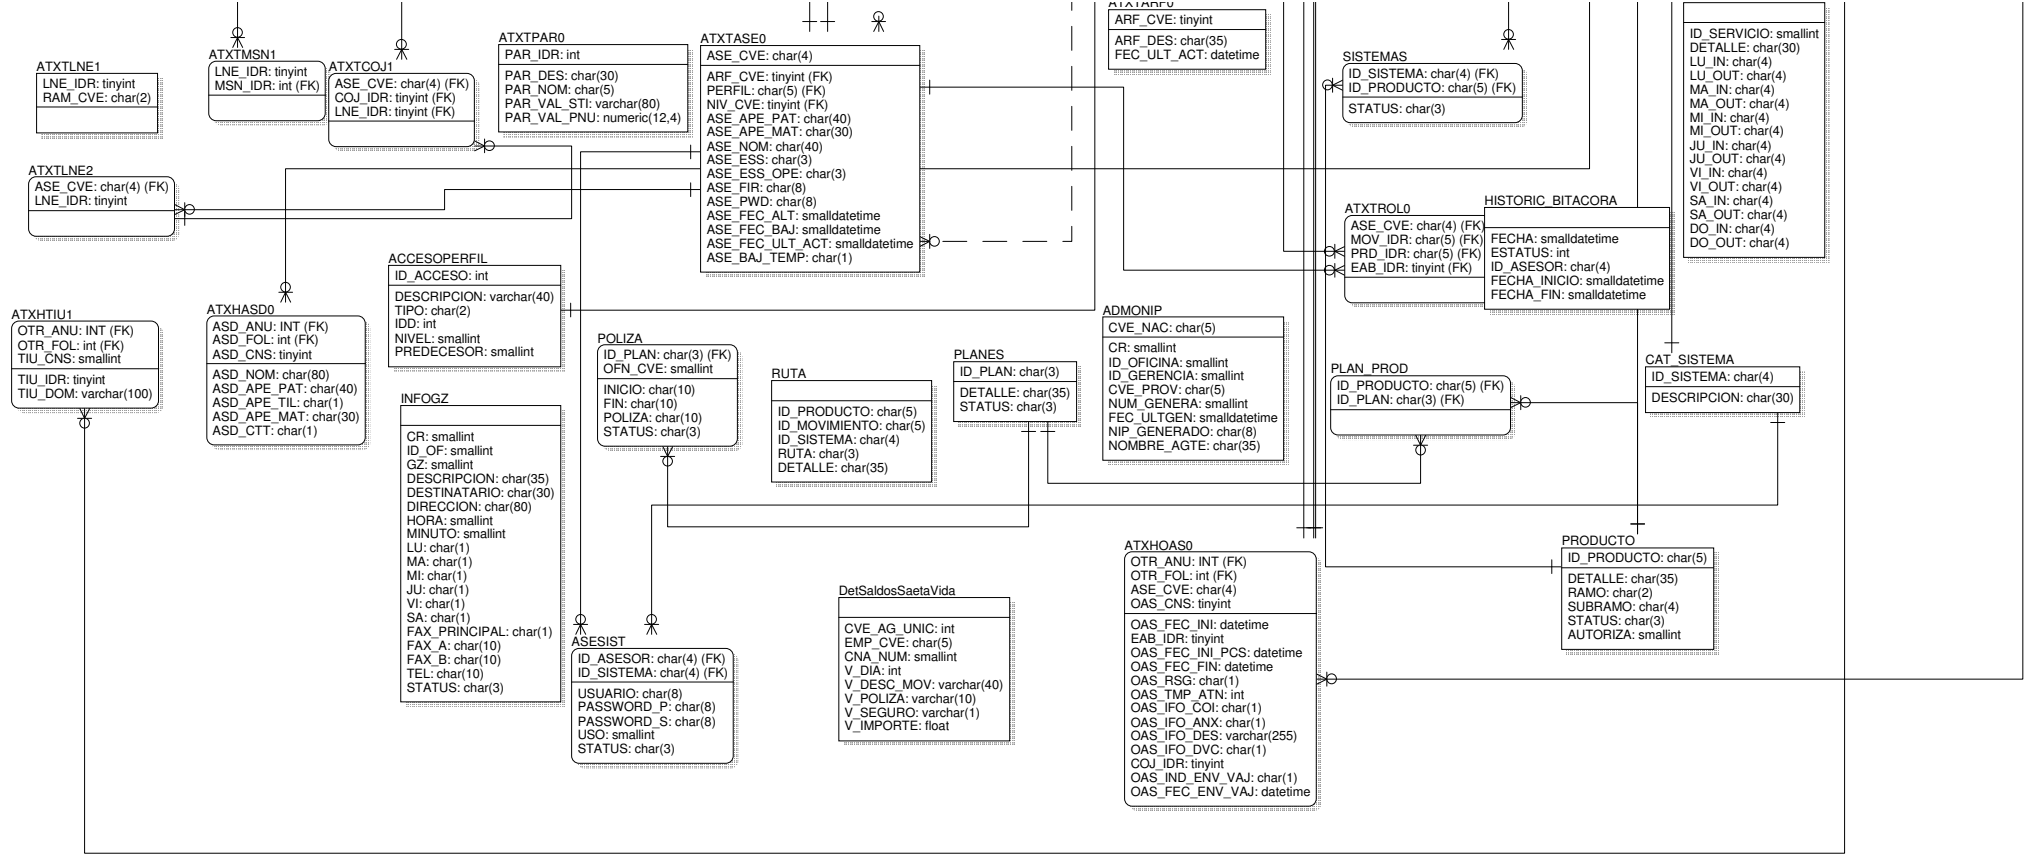 ATXTLNE1
LNE_IDR: tinyint
RAM_CVE: char(2)
ATXTMSN1
LNE_IDR: tinyint
MSN_IDR: int (FK)
ATXTCOJ1
ASE_CVE: char(4) (FK)
COJ_IDR: tinyint (FK)
LNE_IDR: tinyint (FK)
ATXTPAR0
PAR_IDR: int
PAR_DES: char(30)
PAR_NOM: char(5)
PAR_VAL_STI: varchar(80)
PAR_VAL_PNU: numeric(12,4)
ATXTASE0
ASE_CVE: char(4)
ARF_CVE: tinyint (FK)
PERFIL: char(5) (FK)
NIV_CVE: tinyint (FK)
ASE_APE_PAT: char(40)
ASE_APE_MAT: char(30)
ASE_NOM: char(40)
ASE_ESS: char(3)
ASE_ESS_OPE: char(3)
ASE_FIR: char(8)
ASE_PWD: char(8)
ASE_FEC_ALT: smalldatetime
ASE_FEC_BAJ: smalldatetime
ASE_FEC_ULT_ACT: smalldatetime
ASE_BAJ_TEMP: char(1)
ATXTARF0
ARF_CVE: tinyint
ARF_DES: char(35)
FEC_ULT_ACT: datetime
SISTEMAS
ID_SISTEMA: char(4) (FK)
ID_PRODUCTO: char(5) (FK)
STATUS: char(3)
ID_SERVICIO: smallint
DETALLE: char(30)
LU_IN: char(4)
LU_OUT: char(4)
MA_IN: char(4)
MA_OUT: char(4)
MI_IN: char(4)
MI_OUT: char(4)
JU_IN: char(4)
JU_OUT: char(4)
VI_IN: char(4)
VI_OUT: char(4)
SA_IN: char(4)
SA_OUT: char(4)
DO_IN: char(4)
DO_OUT: char(4)
ATXTLNE2
ASE_CVE: char(4) (FK)
LNE_IDR: tinyint
ATXTROL0
ASE_CVE: char(4) (FK)
MOV_IDR: char(5) (FK)
PRD_IDR: char(5) (FK)
EAB_IDR: tinyint (FK)
HISTORIC_BITACORA
FECHA: smalldatetime
ESTATUS: int
ID_ASESOR: char(4)
FECHA_INICIO: smalldatetime
FECHA_FIN: smalldatetime
ACCESOPERFIL
ID_ACCESO: int
DESCRIPCION: varchar(40)
TIPO: char(2)
IDD: int
NIVEL: smallint
PREDECESOR: smallint
ATXHTIU1
OTR_ANU: INT (FK)
OTR_FOL: int (FK)
TIU_CNS: smallint
TIU_IDR: tinyint
TIU_DOM: varchar(100)
ATXHASD0
ASD_ANU: INT (FK)
ASD_FOL: int (FK)
ASD_CNS: tinyint
ASD_NOM: char(80)
ASD_APE_PAT: char(40)
ASD_APE_TIL: char(1)
ASD_APE_MAT: char(30)
ASD_CTT: char(1)
POLIZA
ID_PLAN: char(3) (FK)
OFN_CVE: smallint
INICIO: char(10)
FIN: char(10)
POLIZA: char(10)
STATUS: char(3)
RUTA
ID_PRODUCTO: char(5)
ID_MOVIMIENTO: char(5)
ID_SISTEMA: char(4)
RUTA: char(3)
DETALLE: char(35)
PLANES
ID_PLAN: char(3)
DETALLE: char(35)
STATUS: char(3)
ADMONIP
CVE_NAC: char(5)
CR: smallint
ID_OFICINA: smallint
ID_GERENCIA: smallint
CVE_PROV: char(5)
NUM_GENERA: smallint
FEC_ULTGEN: smalldatetime
NIP_GENERADO: char(8)
NOMBRE_AGTE: char(35)
PLAN_PROD
ID_PRODUCTO: char(5) (FK)
ID_PLAN: char(3) (FK)
CAT_SISTEMA
ID_SISTEMA: char(4)
DESCRIPCION: char(30)
INFOGZ
CR: smallint
ID_OF: smallint
GZ: smallint
DESCRIPCION: char(35)
DESTINATARIO: char(30)
DIRECCION: char(80)
HORA: smallint
MINUTO: smallint
LU: char(1)
MA: char(1)
MI: char(1)
JU: char(1)
VI: char(1)
SA: char(1)
FAX_PRINCIPAL: char(1)
FAX_A: char(10)
FAX_B: char(10)
TEL: char(10)
STATUS: char(3)
ASESIST
ID_ASESOR: char(4) (FK)
ID_SISTEMA: char(4) (FK)
USUARIO: char(8)
PASSWORD_P: char(8)
PASSWORD_S: char(8)
USO: smallint
STATUS: char(3)
DetSaldosSaetaVida
CVE_AG_UNIC: int
EMP_CVE: char(5)
CNA_NUM: smallint
V_DIA: int
V_DESC_MOV: varchar(40)
V_POLIZA: varchar(10)
V_SEGURO: varchar(1)
V_IMPORTE: float
ATXHOAS0
OTR_ANU: INT (FK)
OTR_FOL: int (FK)
ASE_CVE: char(4)
OAS_CNS: tinyint
OAS_FEC_INI: datetime
EAB_IDR: tinyint
OAS_FEC_INI_PCS: datetime
OAS_FEC_FIN: datetime
OAS_RSG: char(1)
OAS_TMP_ATN: int
OAS_IFO_COI: char(1)
OAS_IFO_ANX: char(1)
OAS_IFO_DES: varchar(255)
OAS_IFO_DVC: char(1)
COJ_IDR: tinyint
OAS_IND_ENV_VAJ: char(1)
OAS_FEC_ENV_VAJ: datetime
PRODUCTO
ID_PRODUCTO: char(5)
DETALLE: char(35)
RAMO: char(2)
SUBRAMO: char(4)
STATUS: char(3)
AUTORIZA: smallint